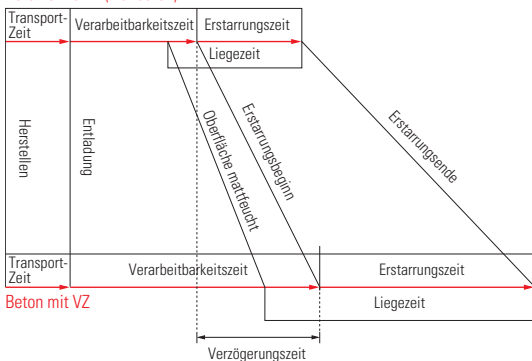 Transport-
Zeit
Verarbeitbarkeitszeit
Erstarrungszeit
Liegezeit
Herstellen
Entladung
Oberfläche mattfeucht
Erstarrungsbeginn
Erstarrungsende
Transport-
Zeit
Verarbeitbarkeitszeit
Erstarrungszeit
Beton mit VZ
Liegezeit
Verzögerungszeit